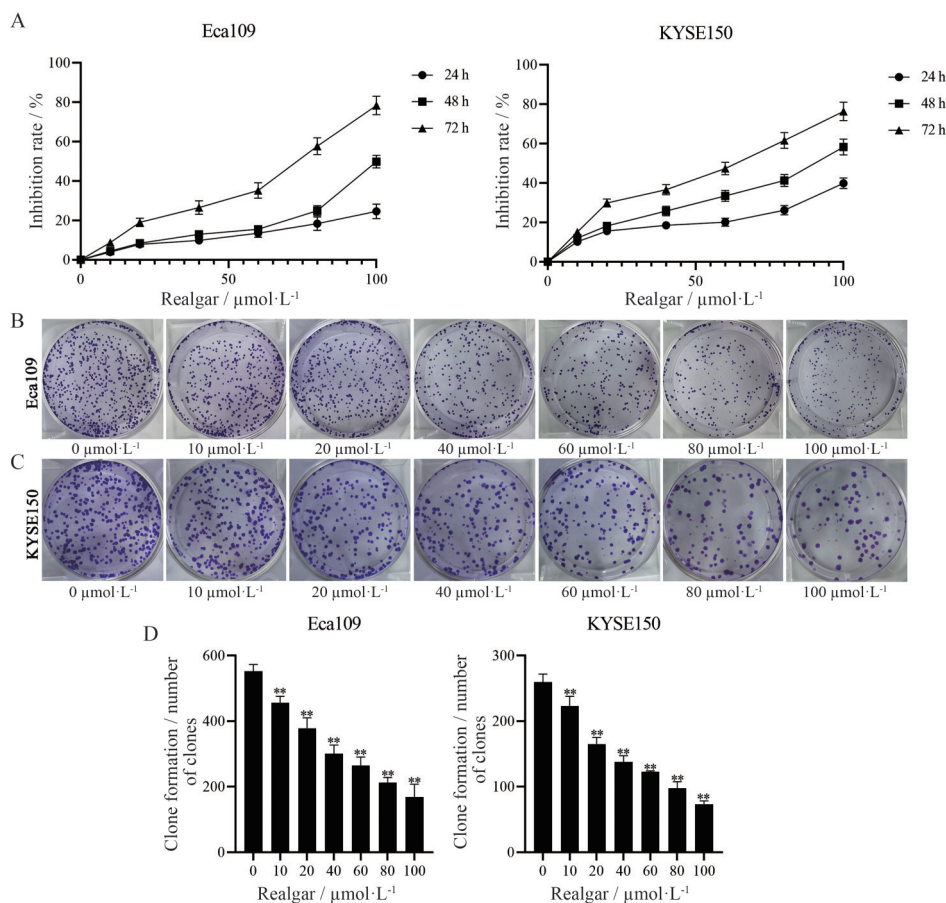 A
Eca109
KYSE150
Inhibition rate / %
100
80
60
40
20
0
0
50
100
Realgar / µmol·L⁻¹
24 h
48 h
72 h
Inhibition rate / %
100
80
60
40
20
0
0
50
100
Realgar / µmol·L⁻¹
24 h
48 h
72 h
B
Eca109
0 µmol·L⁻¹ 10 µmol·L⁻¹ 20 µmol·L⁻¹ 40 µmol·L⁻¹ 60 µmol·L⁻¹ 80 µmol·L⁻¹ 100 µmol·L⁻¹
C
KYSE150
0 µmol·L⁻¹ 10 µmol·L⁻¹ 20 µmol·L⁻¹ 40 µmol·L⁻¹ 60 µmol·L⁻¹ 80 µmol·L⁻¹ 100 µmol·L⁻¹
D
Eca109
KYSE150
Clone formation / number
of clones
600
400
200
0
** ** ** ** ** **
0 10 20 40 60 80 100
Realgar / µmol·L⁻¹
Clone formation / number
of clones
300
200
100
0
** ** ** ** ** **
0 10 20 40 60 80 100
Realgar / µmol·L⁻¹